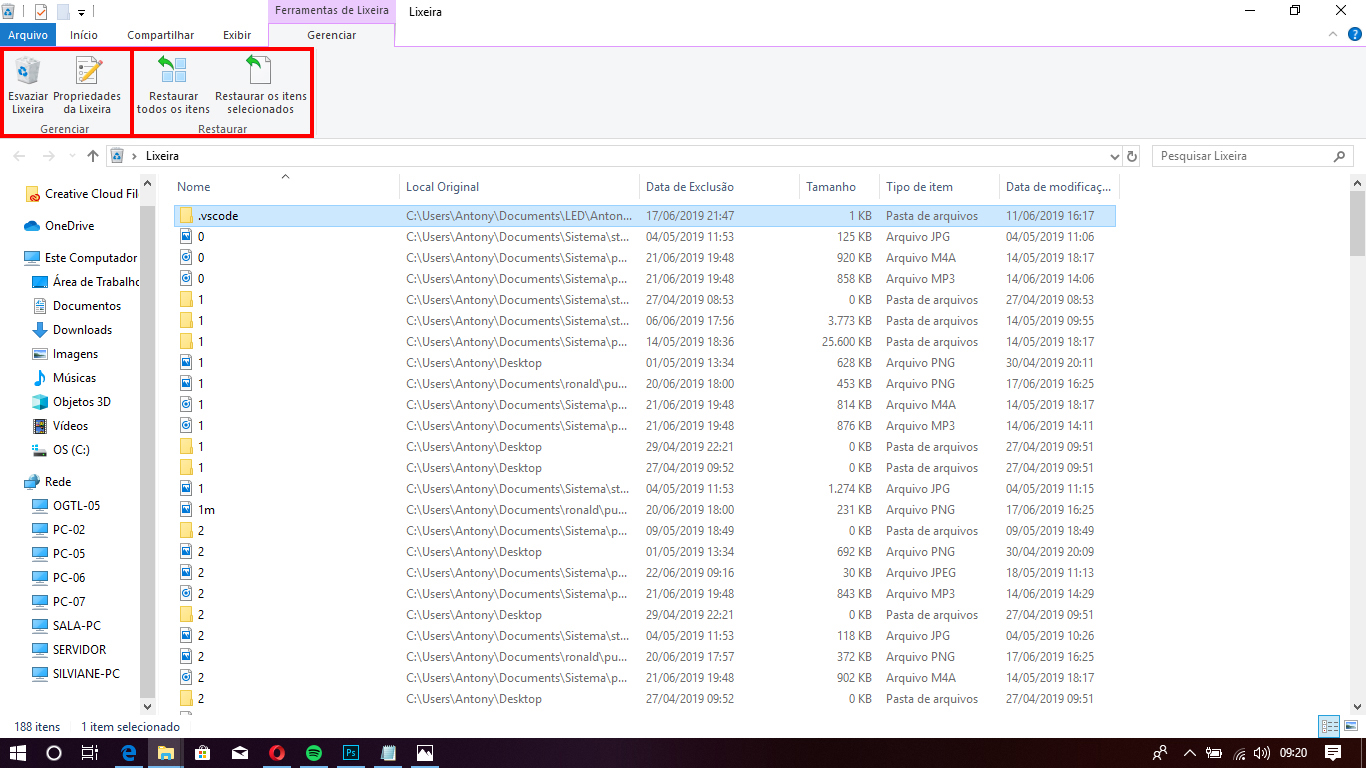 Ferramentas de Lixeira Lixeira
Arquivo Início Compartilhar Exibir Gerenciar
Esvaziar Lixeira Propriedades da Lixeira Restaurar todos os itens Restaurar os itens selecionados
Gerenciar Restaurar
Lixeira Pesquisar Lixeira
Creative Cloud Fil
OneDrive
Este Computador
Área de Trabalho
Documentos
Downloads
Imagens
Músicas
Objetos 3D
Vídeos
OS (C:)
Rede
OGTL-05
PC-02
PC-05
PC-06
PC-07
SALA-PC
SERVIDOR
SILVIANE-PC
Nome Local Original Data de Exclusão Tamanho Tipo de item Data de modificaç...
.vscode C:\Users\Antony\Documents\LED\Anton... 17/06/2019 21:47 1 KB Pasta de arquivos 11/06/2019 16:17
0 C:\Users\Antony\Documents\Sistema\st... 04/05/2019 11:53 125 KB Arquivo JPG 04/05/2019 11:06
0 C:\Users\Antony\Documents\Sistema\p... 21/06/2019 19:48 920 KB Arquivo M4A 14/05/2019 18:17
0 C:\Users\Antony\Documents\Sistema\p... 21/06/2019 19:48 858 KB Arquivo MP3 14/06/2019 14:06
1 C:\Users\Antony\Documents\Sistema\st... 27/04/2019 08:53 0 KB Pasta de arquivos 27/04/2019 08:53
1 C:\Users\Antony\Documents\Sistema\st... 06/06/2019 17:56 3.773 KB Pasta de arquivos 14/05/2019 09:55
1 C:\Users\Antony\Documents\Sistema\p... 14/05/2019 18:36 25.600 KB Pasta de arquivos 14/05/2019 18:17
1 C:\Users\Antony\Desktop 01/05/2019 13:34 628 KB Arquivo PNG 30/04/2019 20:11
1 C:\Users\Antony\Documents\ronald\pu... 20/06/2019 18:00 453 KB Arquivo PNG 17/06/2019 16:25
1 C:\Users\Antony\Documents\Sistema\p... 21/06/2019 19:48 814 KB Arquivo M4A 14/05/2019 18:17
1 C:\Users\Antony\Documents\Sistema\p... 21/06/2019 19:48 876 KB Arquivo MP3 14/06/2019 14:11
1 C:\Users\Antony\Desktop 29/04/2019 22:21 0 KB Pasta de arquivos 27/04/2019 09:51
1 C:\Users\Antony\Desktop 27/04/2019 09:52 0 KB Pasta de arquivos 27/04/2019 09:51
1 C:\Users\Antony\Documents\Sistema\st... 04/05/2019 11:53 1.274 KB Arquivo JPG 04/05/2019 11:15
1m C:\Users\Antony\Documents\ronald\pu... 20/06/2019 18:00 231 KB Arquivo PNG 17/06/2019 16:25
2 C:\Users\Antony\Documents\Sistema\p... 09/05/2019 18:49 0 KB Pasta de arquivos 09/05/2019 18:49
2 C:\Users\Antony\Desktop 01/05/2019 13:34 692 KB Arquivo PNG 30/04/2019 20:09
2 C:\Users\Antony\Documents\Sistema\p... 22/06/2019 09:16 30 KB Arquivo JPEG 18/05/2019 11:13
2 C:\Users\Antony\Documents\Sistema\p... 21/06/2019 19:48 843 KB Arquivo MP3 14/06/2019 14:29
2 C:\Users\Antony\Desktop 29/04/2019 22:21 0 KB Pasta de arquivos 27/04/2019 09:51
2 C:\Users\Antony\Documents\Sistema\st... 04/05/2019 11:53 118 KB Arquivo JPG 04/05/2019 10:26
2 C:\Users\Antony\Documents\ronald\pu... 20/06/2019 17:57 372 KB Arquivo PNG 17/06/2019 16:25
2 C:\Users\Antony\Documents\Sistema\p... 21/06/2019 19:48 902 KB Arquivo M4A 14/05/2019 18:17
2 C:\Users\Antony\Desktop 27/04/2019 09:52 0 KB Pasta de arquivos 27/04/2019 09:51
188 itens 1 item selecionado
Ps 09:20